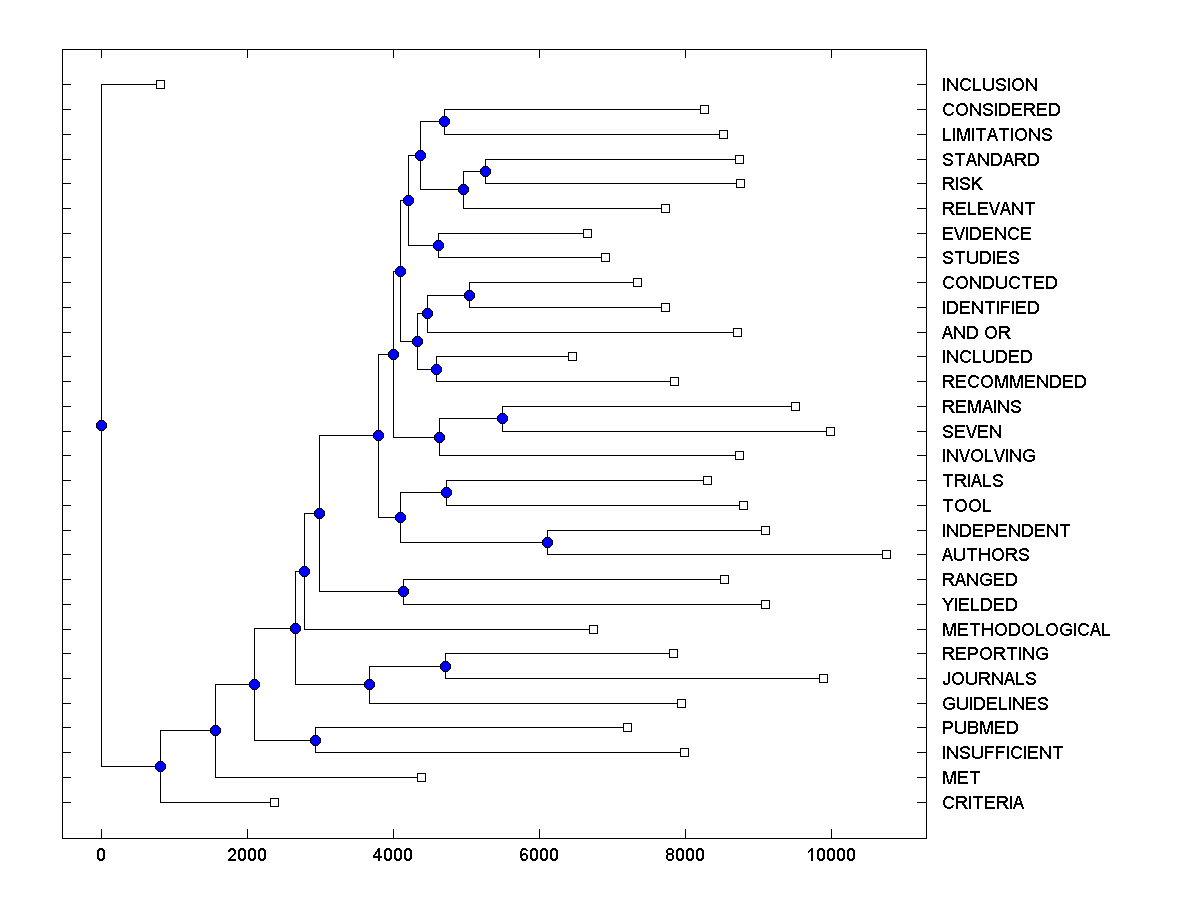 INCLUSION
CONSIDERED
LIMITATIONS
STANDARD
RISK
RELEVANT
EVIDENCE
STUDIES
CONDUCTED
IDENTIFIED
AND OR
INCLUDED
RECOMMENDED
REMAINS
SEVEN
INVOLVING
TRIALS
TOOL
INDEPENDENT
AUTHORS
RANGED
YIELDED
METHODOLOGICAL
REPORTING
JOURNALS
GUIDELINES
PUBMED
INSUFFICIENT
MET
CRITERIA
0 2000 4000 6000 8000 10000